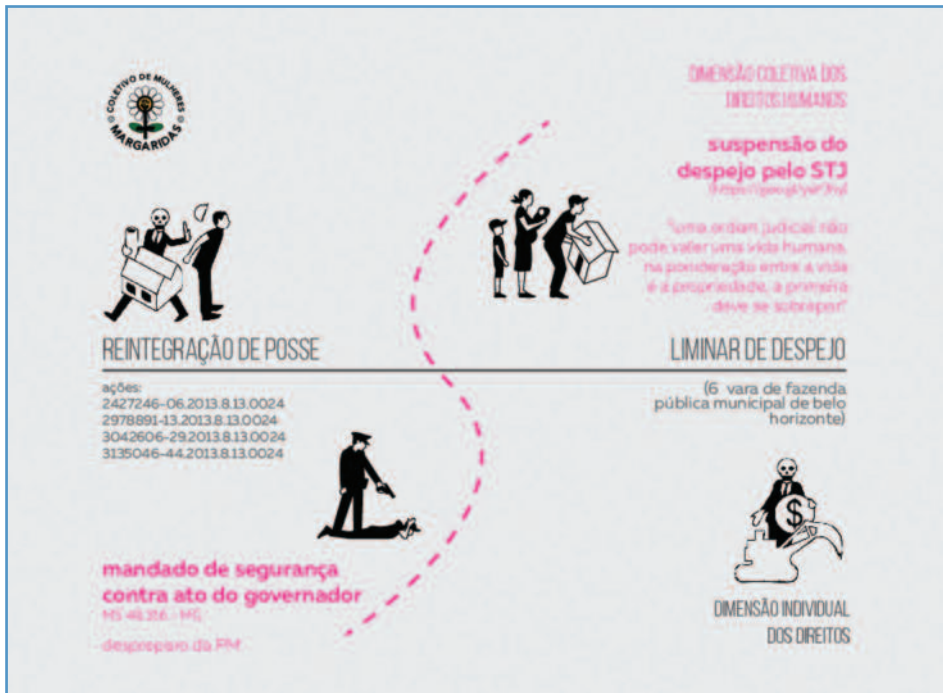 COLETIVO DE MULHERES
MARGARIDAS
DIMENSÃO COLETIVA DOS
DIREITOS HUMANOS
suspensão do
despejo pelo STJ
"uma ordem judicial não
pode valer uma vida humana,
na ponderação entre a vida
e a propriedade, a primeira
deve se sobrepor"
REINTEGRAÇÃO DE POSSE
LIMINAR DE DESPEJO
ações:
2427246-06.2013.8.13.0024
2978891-13.2013.8.13.0024
3042606-29.2013.8.13.0024
3135046-44.2013.8.13.0024
(6 vara de fazenda
pública municipal de belo
horizonte)
$
mandado de segurança
contra ato do governador
MS 48.316 - MG
despreparo da PM
DIMENSÃO INDIVIDUAL
DOS DIREITOS